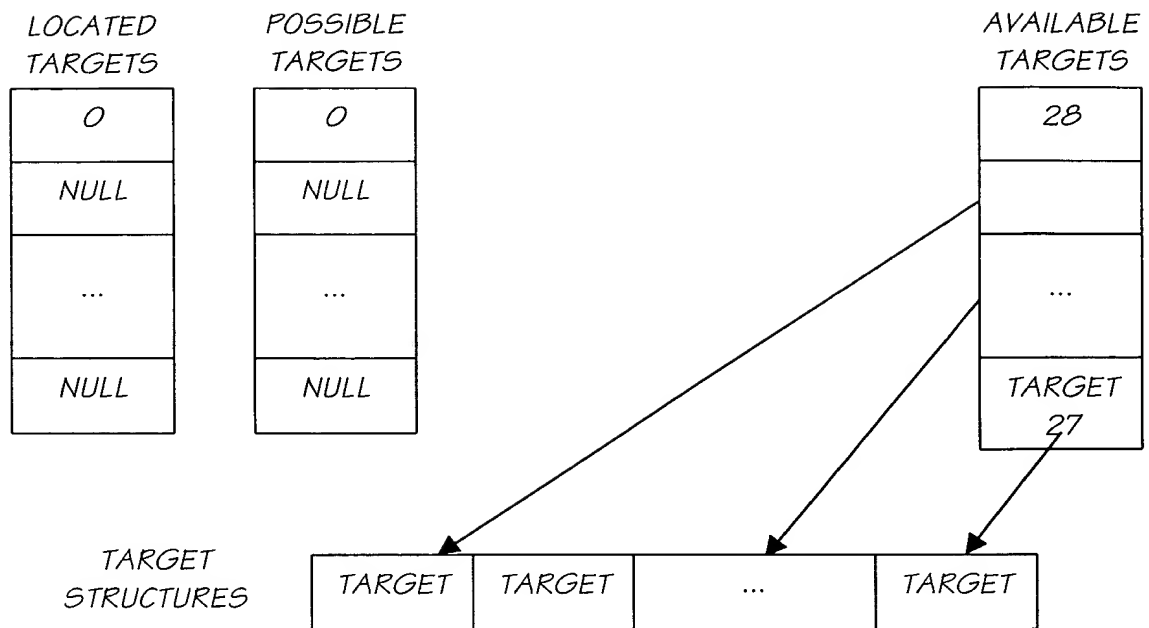 LOCATED
TARGETS
0
NULL
...
NULL
POSSIBLE
TARGETS
0
NULL
...
NULL
AVAILABLE
TARGETS
28
...
TARGET
27
TARGET
STRUCTURES
TARGET
TARGET
...
TARGET